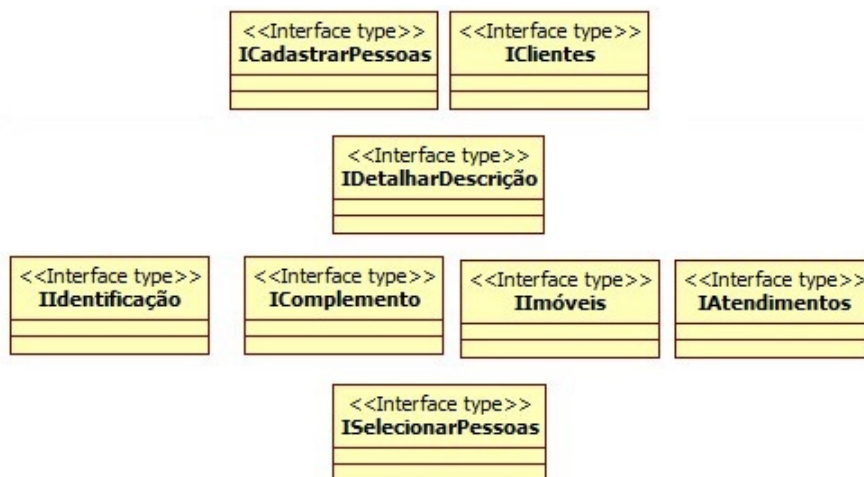 <<Interface type>>
ICadastrarPessoas
<<Interface type>>
IClientes
<<Interface type>>
IDetalharDescrição
<<Interface type>>
IIdentificação
<<Interface type>>
IComplemento
<<Interface type>>
IImóveis
<<Interface type>>
IAtendimentos
<<Interface type>>
ISelecionarPessoas